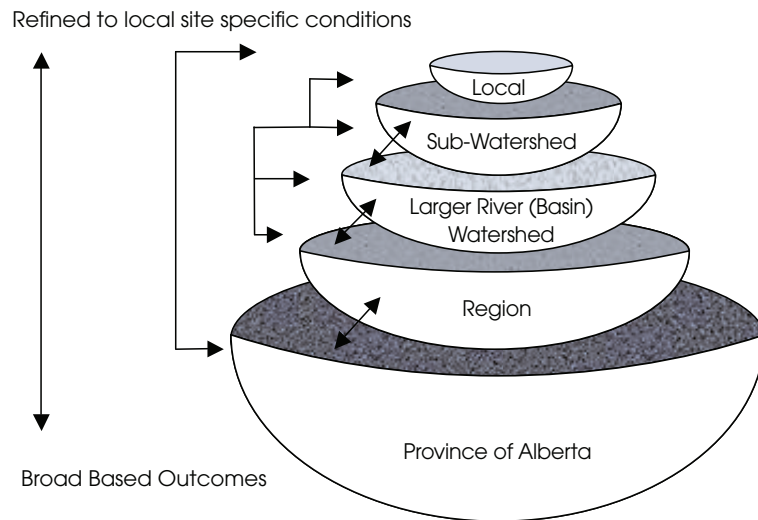 Refined to local site specific conditions
Local
Sub-Watershed
Larger River (Basin)
Watershed
Region
Province of Alberta
Broad Based Outcomes